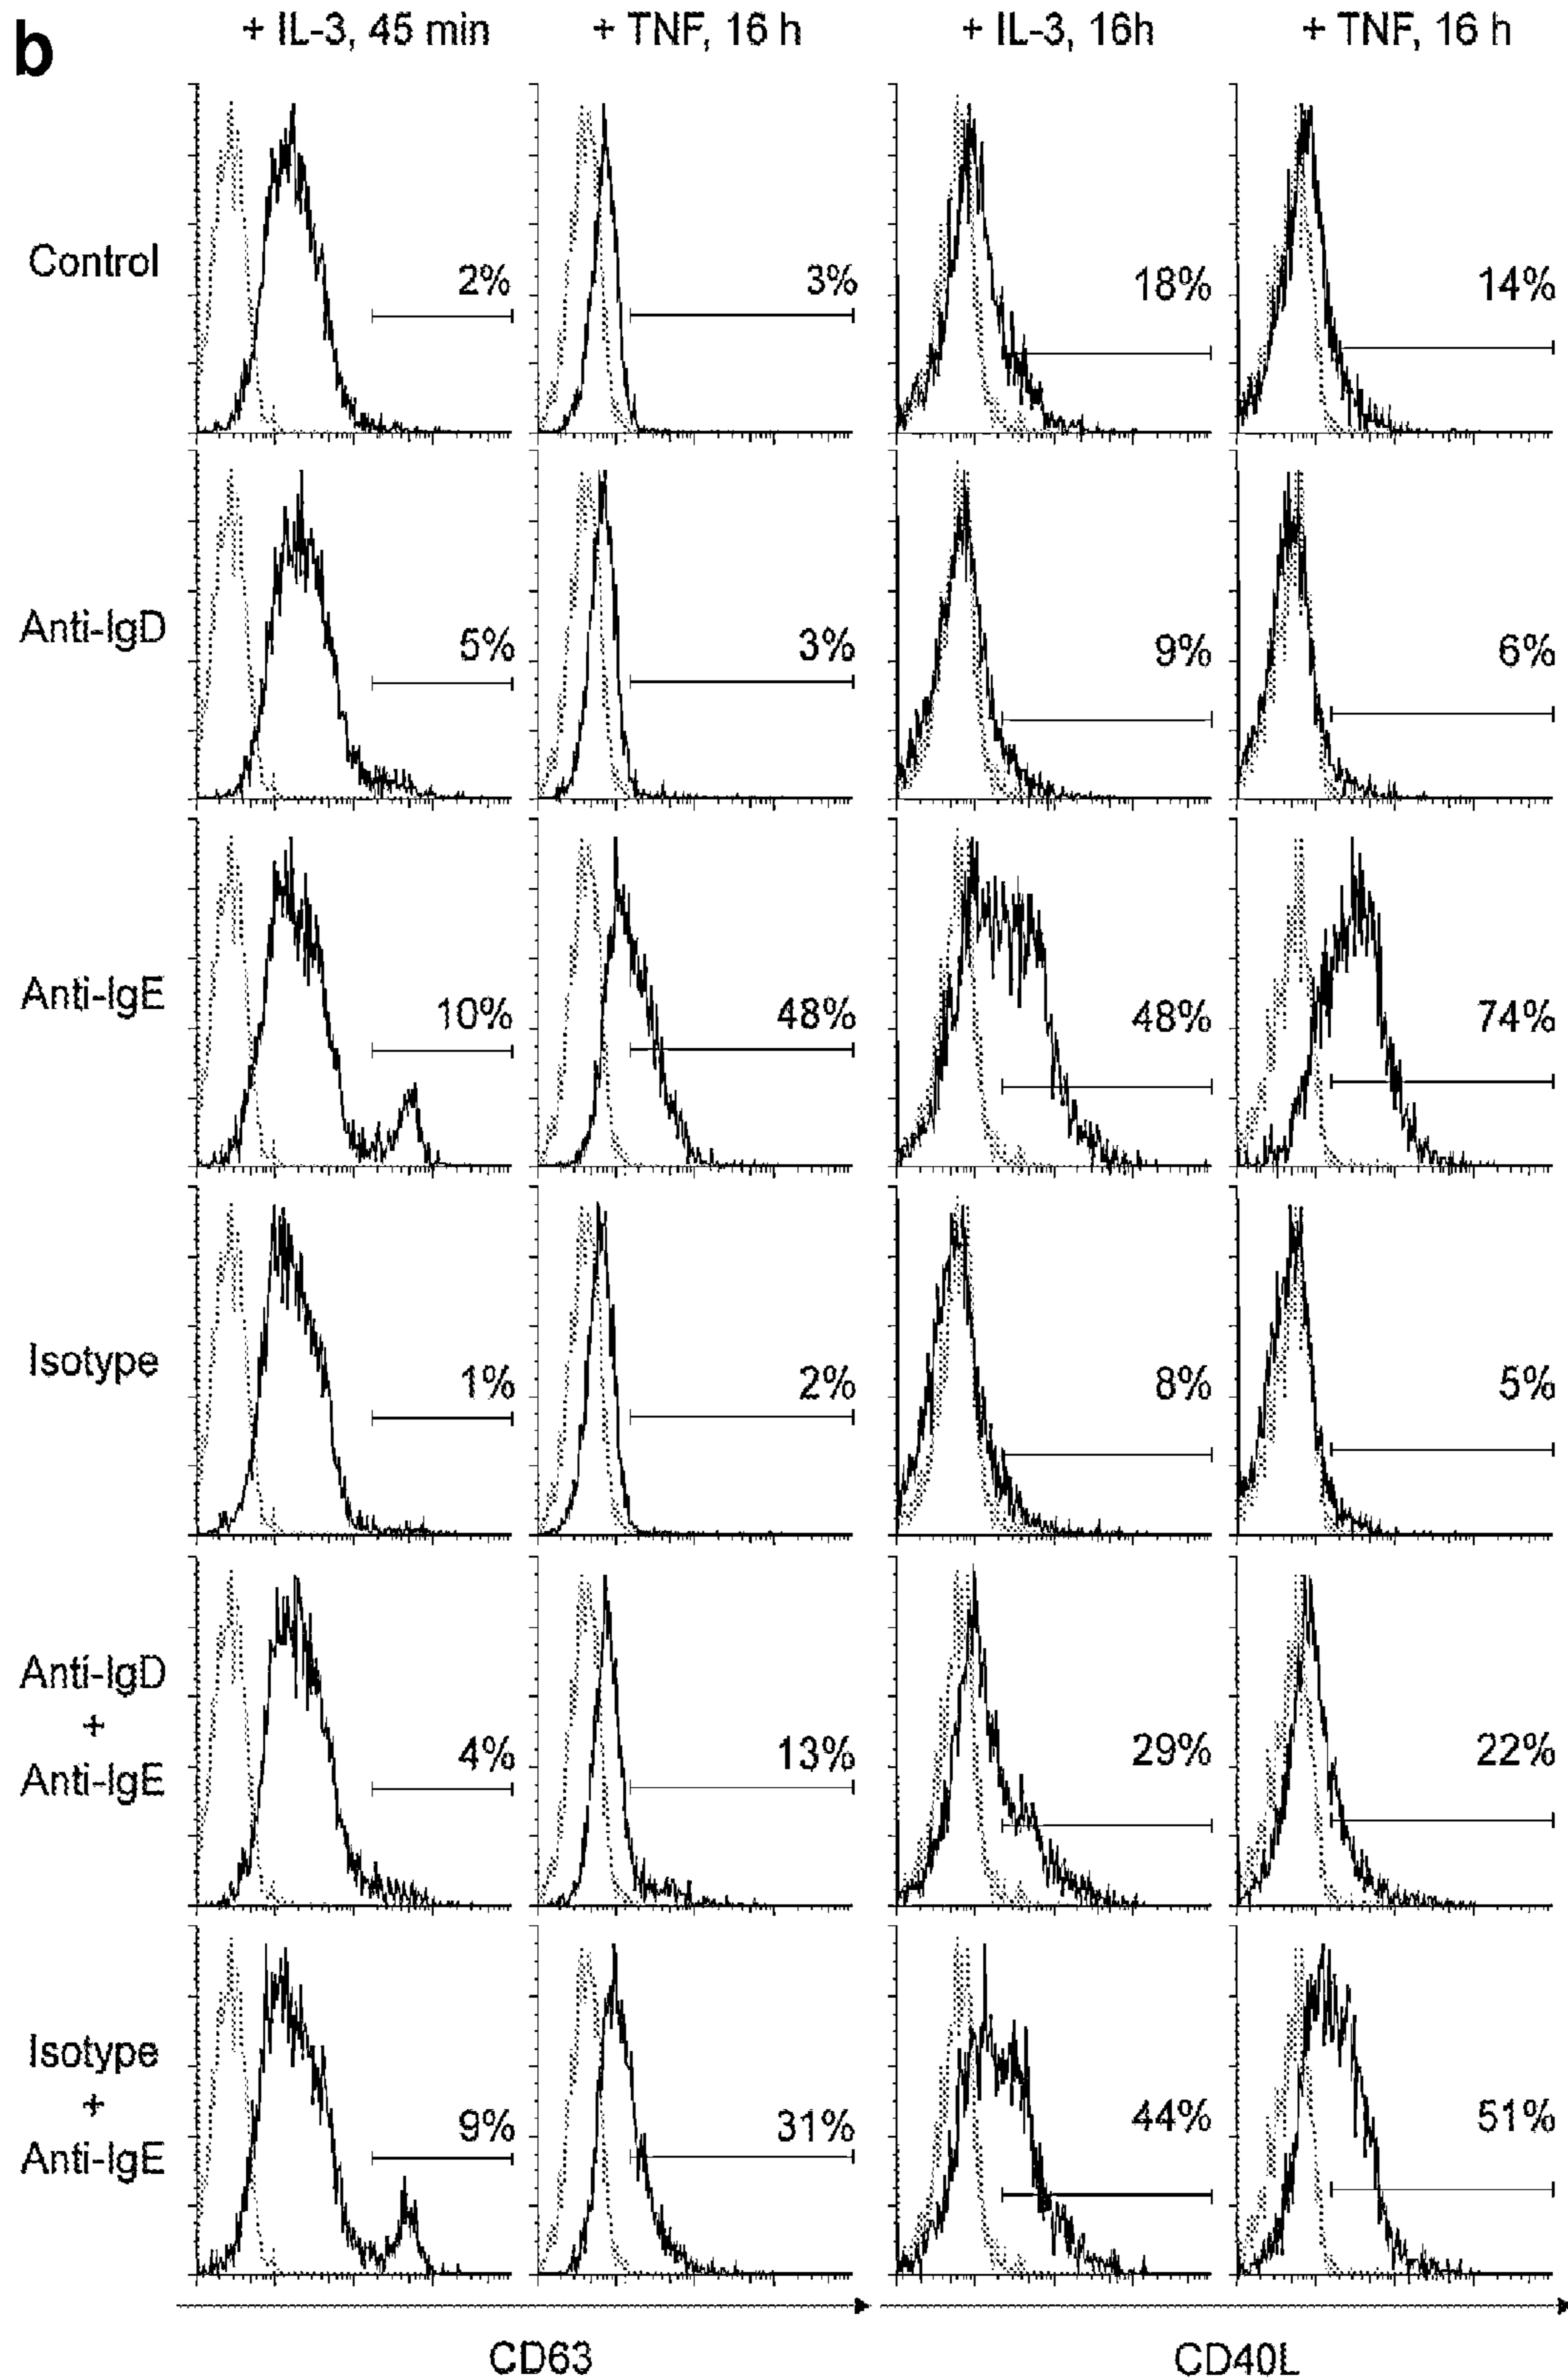 b
+ IL-3, 45 min + TNF, 16 h + IL-3, 16h + TNF, 16 h
Control 2% 3% 18% 14%
Anti-IgD 5% 3% 9% 6%
Anti-IgE 10% 48% 48% 74%
Isotype 1% 2% 8% 5%
Anti-IgD
+
Anti-IgE 4% 13% 29% 22%
Isotype
+
Anti-IgE 9% 31% 44% 51%
CD63 CD40L